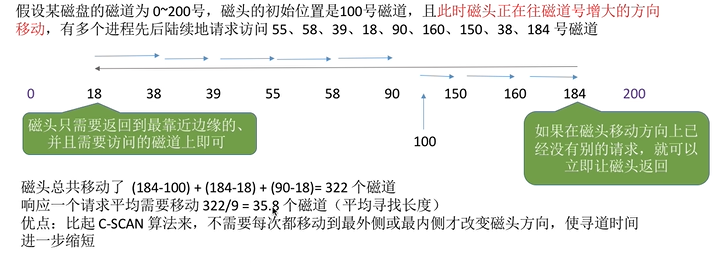 假设某磁盘的磁道为 0~200号，磁头的初始位置是100号磁道，且此时磁头正在往磁道号增大的方向
移动，有多个进程先后陆续地请求访问 55、58、39、18、90、160、150、38、184 号磁道
0 18 38 39 55 58 90 150 160 184 200
100
磁头只需要返回到最靠近边缘的、
并且需要访问的磁道上即可
如果在磁头移动方向上已
经没有别的请求，就可以
立即让磁头返回
磁头总共移动了 (184-100) + (184-18) + (90-18)= 322 个磁道
响应一个请求平均需要移动 322/9 = 35.8 个磁道（平均寻找长度）
优点：比起 C-SCAN 算法来，不需要每次都移动到最外侧或最内侧才改变磁头方向，使寻道时间
进一步缩短